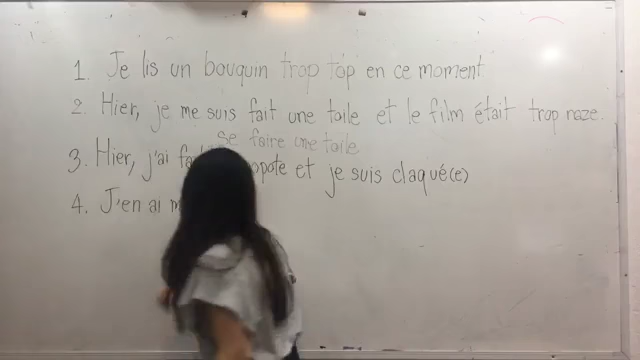 1. Je lis un bouquin trop top en ce moment
2. Hier, je me suis fait une toile et le film était trop naze.
se faire une toile
3. Hier, j'ai et je suis claqué(e)
4. J'en ai